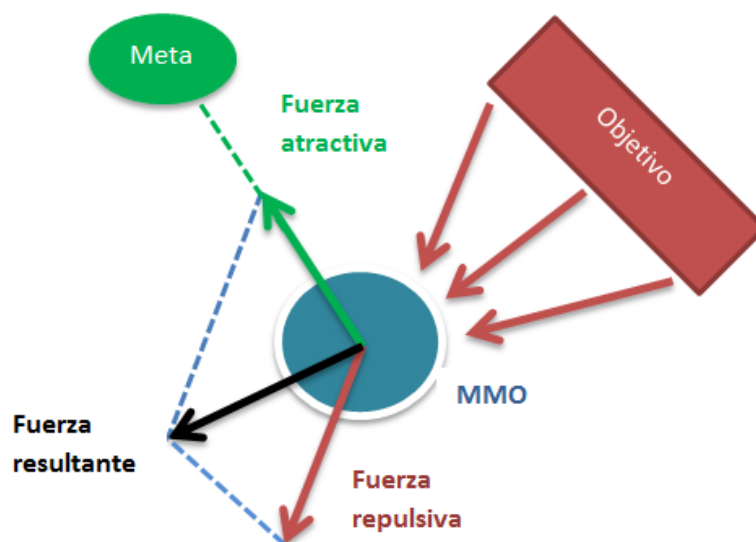 Meta
Fuerza
atractiva
Objetivo
MMO
Fuerza
resultante
Fuerza
repulsiva